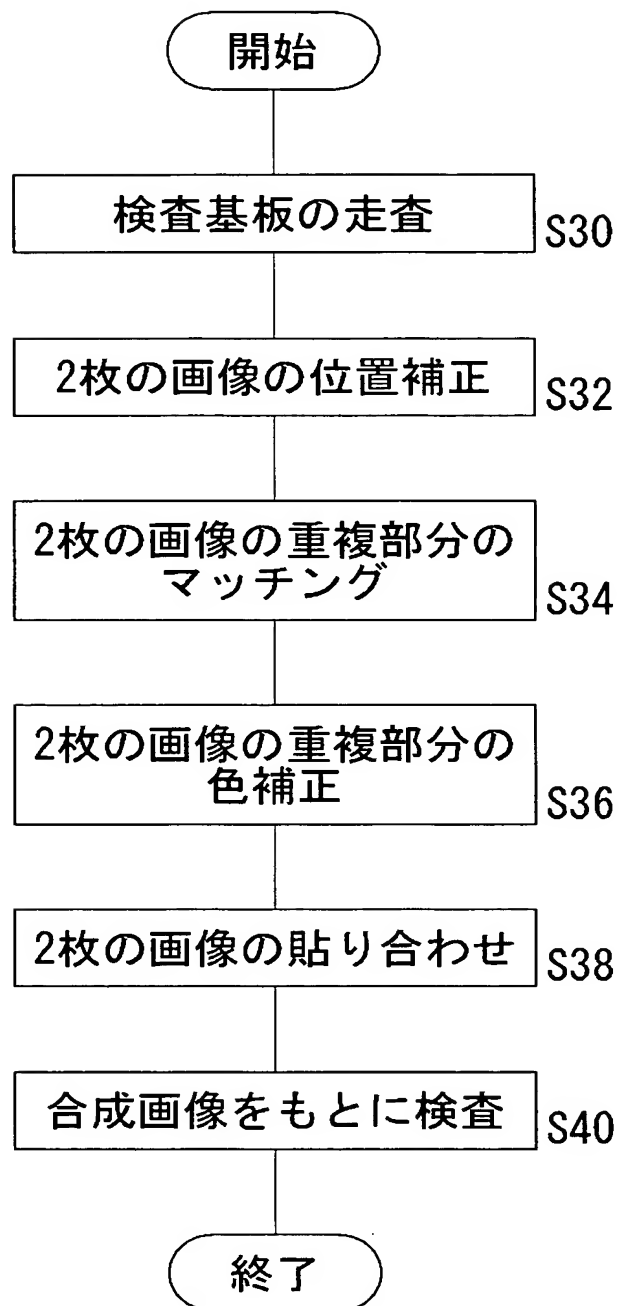 開始
検査基板の走査
S30
2枚の画像の位置補正
S32
2枚の画像の重複部分の
マッチング
S34
2枚の画像の重複部分の
色補正
S36
2枚の画像の貼り合わせ
S38
合成画像をもとに検査
S40
終了